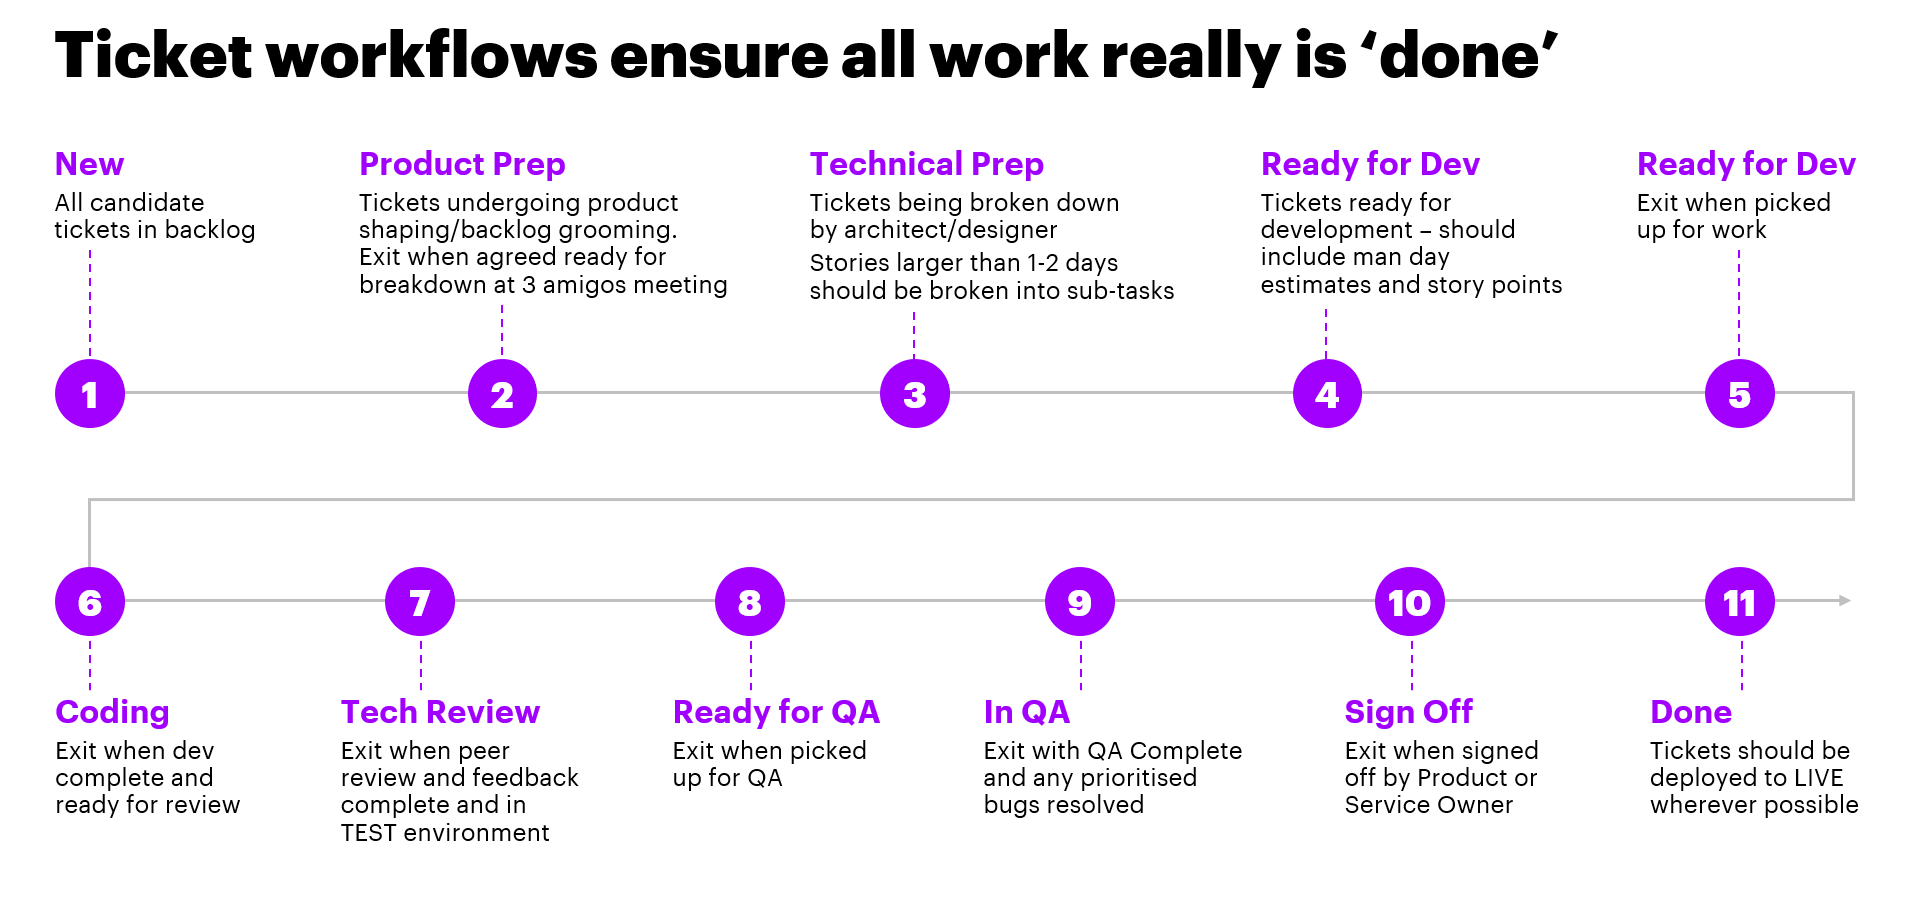 Ticket workflows ensure all work really is ‘done’
New
All candidate
tickets in backlog
Product Prep
Tickets undergoing product
shaping/backlog grooming.
Exit when agreed ready for
breakdown at 3 amigos meeting
Technical Prep
Tickets being broken down
by architect/designer
Stories larger than 1-2 days
should be broken into sub-tasks
Ready for Dev
Tickets ready for
development – should
include man day
estimates and story points
Ready for Dev
Exit when picked
up for work
1
2
3
4
5
6
7
8
9
10
11
Coding
Exit when dev
complete and
ready for review
Tech Review
Exit when peer
review and feedback
complete and in
TEST environment
Ready for QA
Exit when picked
up for QA
In QA
Exit with QA Complete
and any prioritised
bugs resolved
Sign Off
Exit when signed
off by Product or
Service Owner
Done
Tickets should be
deployed to LIVE
wherever possible